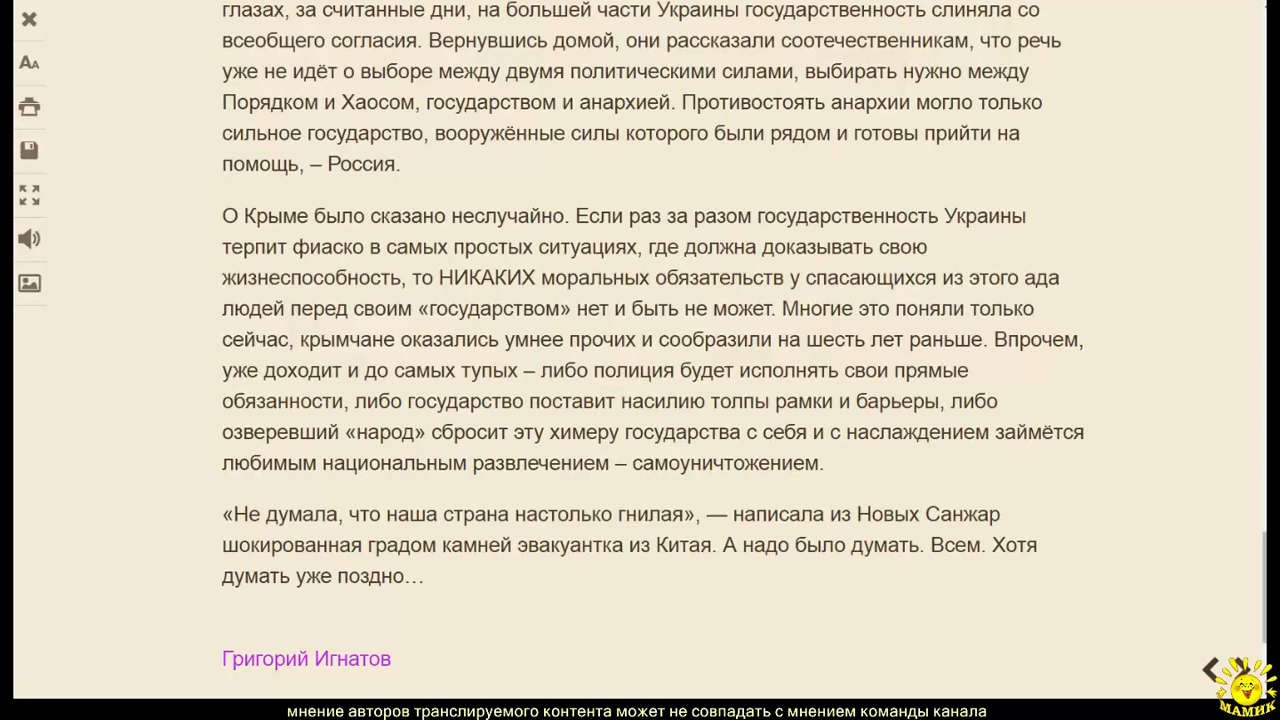 глазах, за считанные дни, на большей части Украины государственность слиняла со
всеобщего согласия. Вернувшись домой, они рассказали соотечественникам, что речь
уже не идёт о выборе между двумя политическими силами, выбирать нужно между
Порядком и Хаосом, государством и анархией. Противостоять анархии могло только
сильное государство, вооружённые силы которого были рядом и готовы прийти на
помощь, – Россия.
О Крыме было сказано неслучайно. Если раз за разом государственность Украины
терпит фиаско в самых простых ситуациях, где должна доказывать свою
жизнеспособность, то НИКАКИХ моральных обязательств у спасающихся из этого ада
людей перед своим «государством» нет и быть не может. Многие это поняли только
сейчас, крымчане оказались умнее прочих и сообразили на шесть лет раньше. Впрочем,
уже доходит и до самых тупых – либо полиция будет исполнять свои прямые
обязанности, либо государство поставит насилию толпы рамки и барьеры, либо
озверевший «народ» сбросит эту химеру государства с себя и с наслаждением займётся
любимым национальным развлечением – самоуничтожением.
«Не думала, что наша страна настолько гнилая», — написала из Новых Санжар
шокированная градом камней эвакуантка из Китая. А надо было думать. Всем. Хотя
думать уже поздно…
Григорий Игнатов
МАМИК
мнение авторов транслируемого контента может не совпадать с мнением команды канала